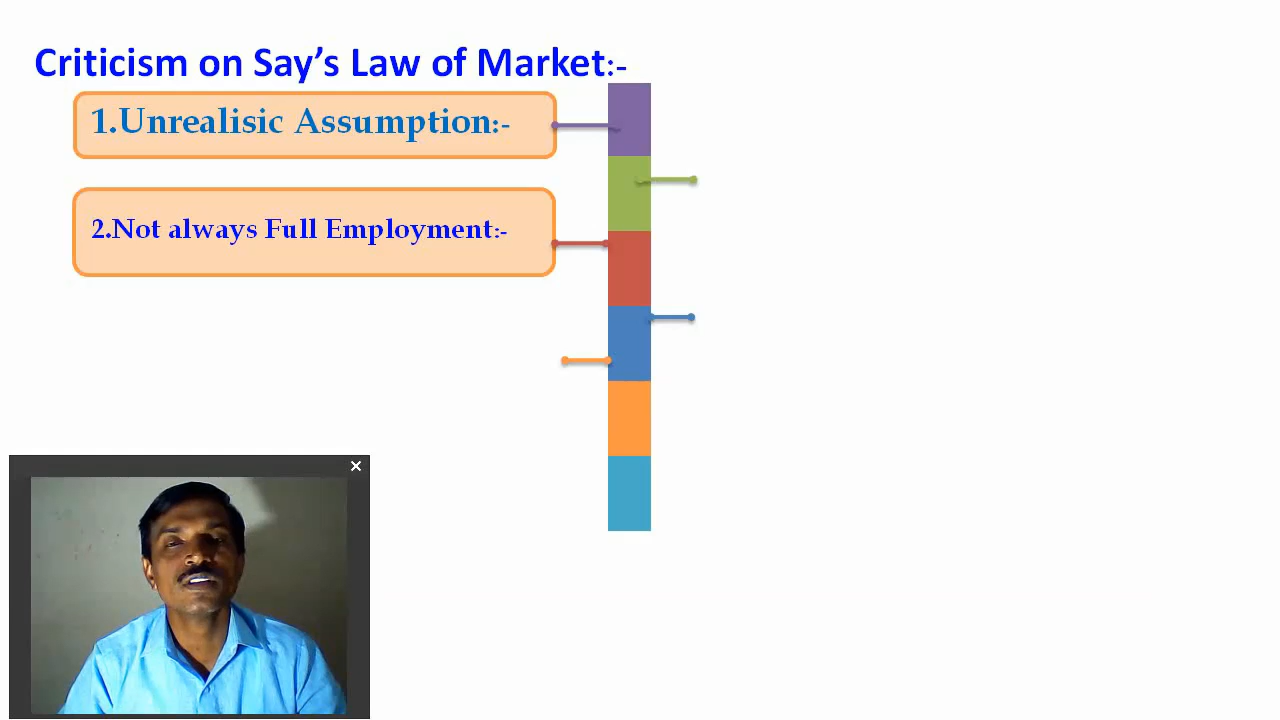 Criticism on Say’s Law of Market:-
1.Unrealisic Assumption:-
2.Not always Full Employment:-